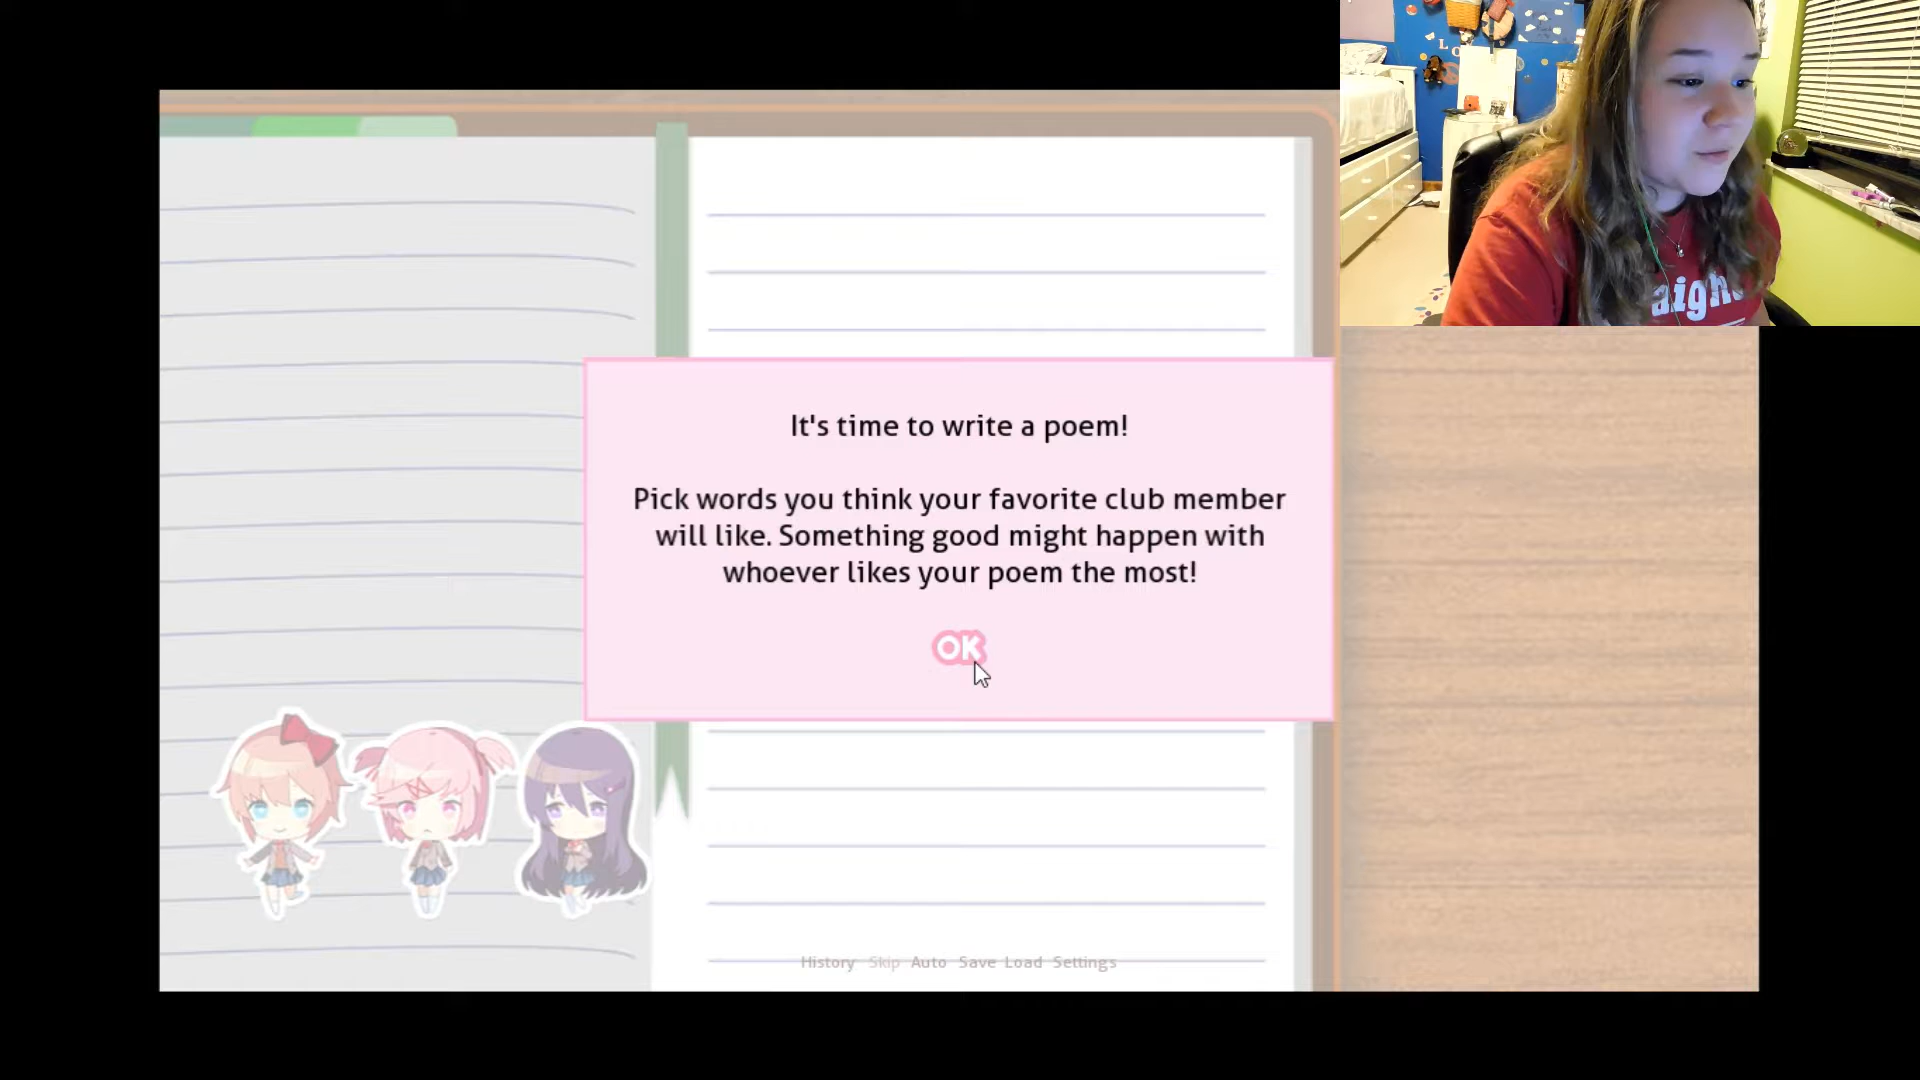 It's time to write a poem!
Pick words you think your favorite club member
will like. Something good might happen with
whoever likes your poem the most!
OK
History Skip Auto Save Load Settings